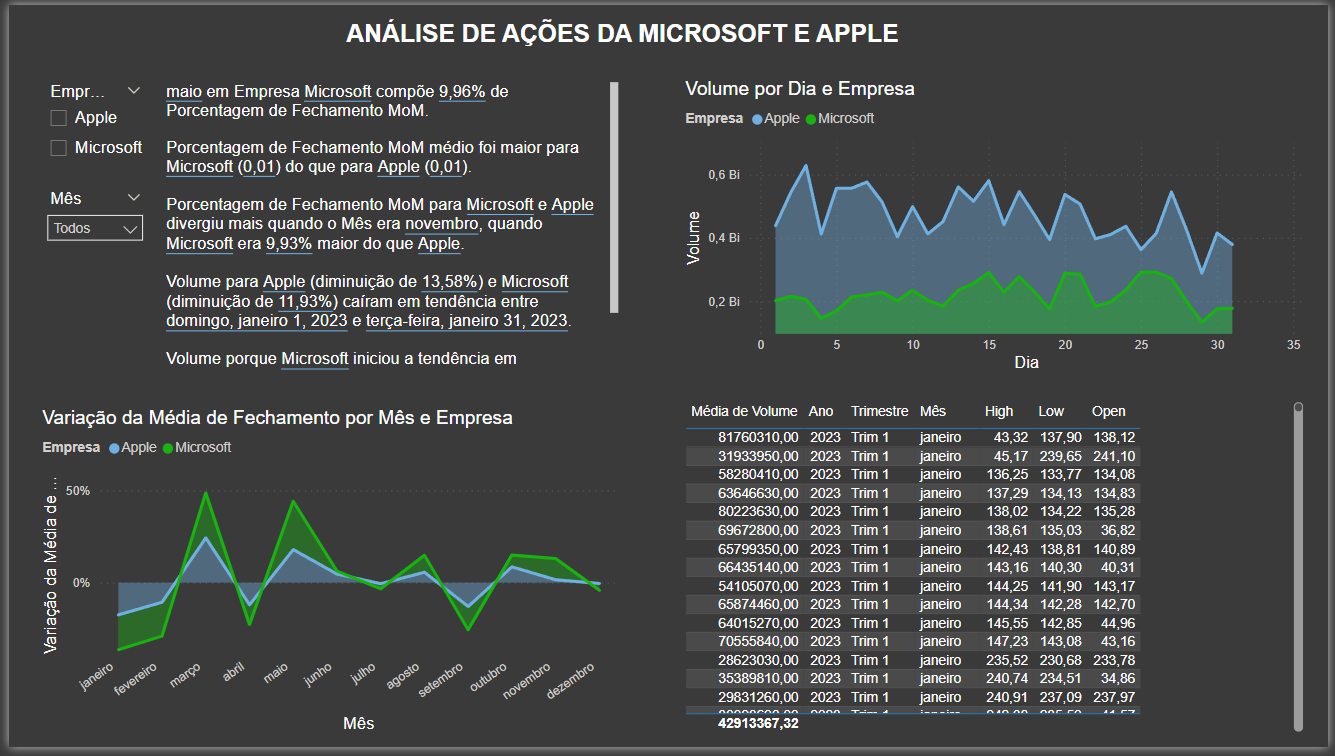 ANÁLISE DE AÇÕES DA MICROSOFT E APPLE
Empr...
Apple
Microsoft
Mês
Todos
maio em Empresa Microsoft compõe 9,96% de
Porcentagem de Fechamento MoM.
Porcentagem de Fechamento MoM médio foi maior para
Microsoft (0,01) do que para Apple (0,01).
Porcentagem de Fechamento MoM para Microsoft e Apple
divergiu mais quando o Mês era novembro, quando
Microsoft era 9,93% maior do que Apple.
Volume para Apple (diminuição de 13,58%) e Microsoft
(diminuição de 11,93%) caíram em tendência entre
domingo, janeiro 1, 2023 e terça-feira, janeiro 31, 2023.
Volume porque Microsoft iniciou a tendência em
Volume por Dia e Empresa
Empresa Apple Microsoft
Volume
0,6 Bi
0,4 Bi
0,2 Bi
0 5 10 15 20 25 30 35
Dia
Variação da Média de Fechamento por Mês e Empresa
Empresa Apple Microsoft
Variação da Média de ...
50%
0%
janeiro fevereiro março abril maio junho julho agosto setembro outubro novembro dezembro
Mês
Média de Volume Ano Trimestre Mês High Low Open
81760310,00 2023 Trim 1 janeiro 43,32 137,90 138,12
31933950,00 2023 Trim 1 janeiro 45,17 239,65 241,10
58280410,00 2023 Trim 1 janeiro 136,25 133,77 134,08
63646630,00 2023 Trim 1 janeiro 137,29 134,13 134,83
80223630,00 2023 Trim 1 janeiro 138,02 134,22 135,28
69672800,00 2023 Trim 1 janeiro 138,61 135,03 36,82
65799350,00 2023 Trim 1 janeiro 142,43 138,81 140,89
66435140,00 2023 Trim 1 janeiro 143,16 140,30 40,31
54105070,00 2023 Trim 1 janeiro 144,25 141,90 143,17
65874460,00 2023 Trim 1 janeiro 144,34 142,28 142,70
64015270,00 2023 Trim 1 janeiro 145,55 142,85 44,96
70555840,00 2023 Trim 1 janeiro 147,23 143,08 43,16
28623030,00 2023 Trim 1 janeiro 235,52 230,68 233,78
35389810,00 2023 Trim 1 janeiro 240,74 234,51 34,86
29831260,00 2023 Trim 1 janeiro 240,91 237,09 237,97
42913367,32